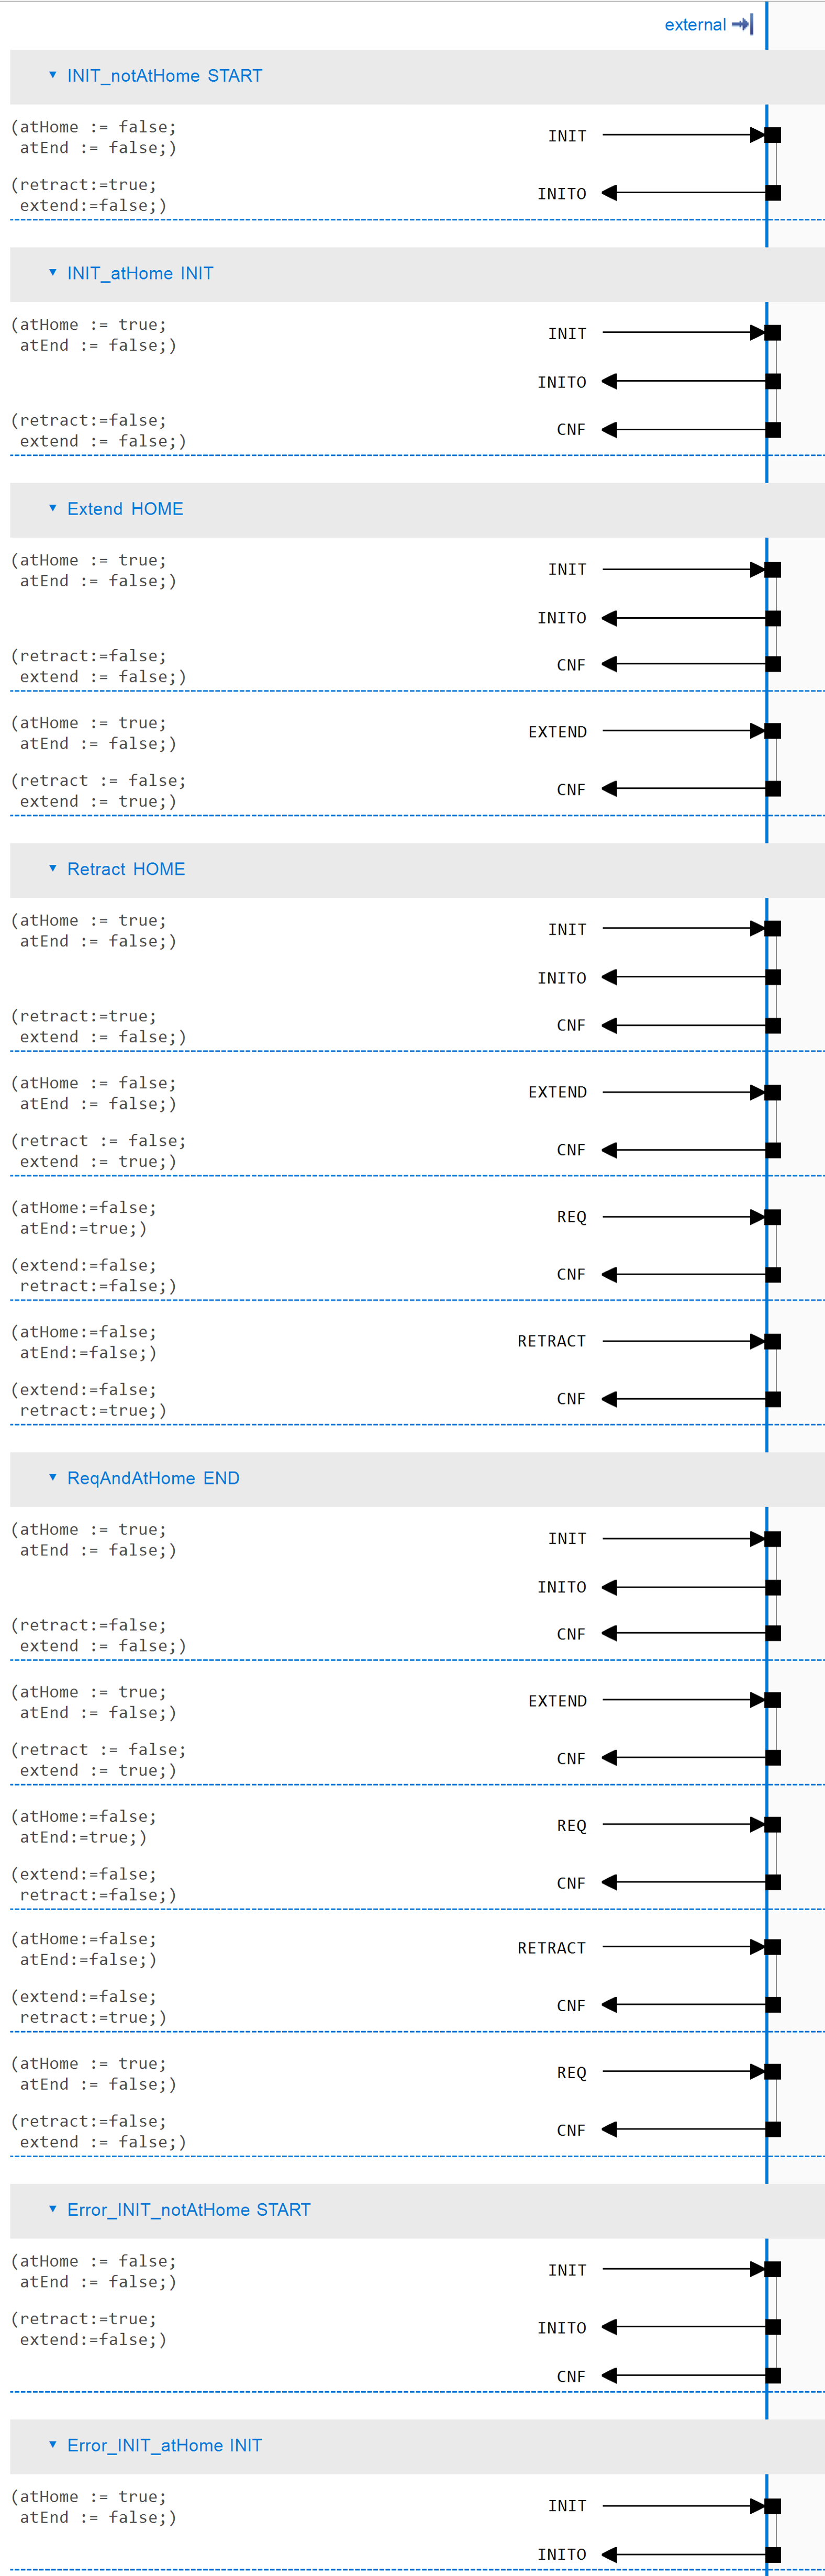 external
INIT_notAtHome START
(atHome := false;
atEnd := false;)
INIT
(retract:=true;
extend:=false;)
INITO
INIT_atHome INIT
(atHome := true;
atEnd := false;)
INIT
INITO
(retract:=false;
extend := false;)
CNF
Extend HOME
(atHome := true;
atEnd := false;)
INIT
INITO
(retract:=false;
extend := false;)
CNF
(atHome := true;
atEnd := false;)
EXTEND
(retract := false;
extend := true;)
CNF
Retract HOME
(atHome := true;
atEnd := false;)
INIT
INITO
(retract:=true;
extend := false;)
CNF
(atHome := false;
atEnd := false;)
EXTEND
(retract := false;
extend := true;)
CNF
(atHome:=false;
atEnd:=true;)
REQ
(extend:=false;
retract:=false;)
CNF
(atHome:=false;
atEnd:=false;)
RETRACT
(extend:=false;
retract:=true;)
CNF
ReqAndAtHome END
(atHome := true;
atEnd := false;)
INIT
INITO
(retract:=false;
extend := false;)
CNF
(atHome := true;
atEnd := false;)
EXTEND
(retract := false;
extend := true;)
CNF
(atHome:=false;
atEnd:=true;)
REQ
(extend:=false;
retract:=false;)
CNF
(atHome:=false;
atEnd:=false;)
RETRACT
(extend:=false;
retract:=true;)
CNF
(atHome := true;
atEnd := false;)
REQ
(retract:=false;
extend := false;)
CNF
Error_INIT_notAtHome START
(atHome := false;
atEnd := false;)
INIT
(retract:=true;
extend:=false;)
INITO
CNF
Error_INIT_atHome INIT
(atHome := true;
atEnd := false;)
INIT
INITO